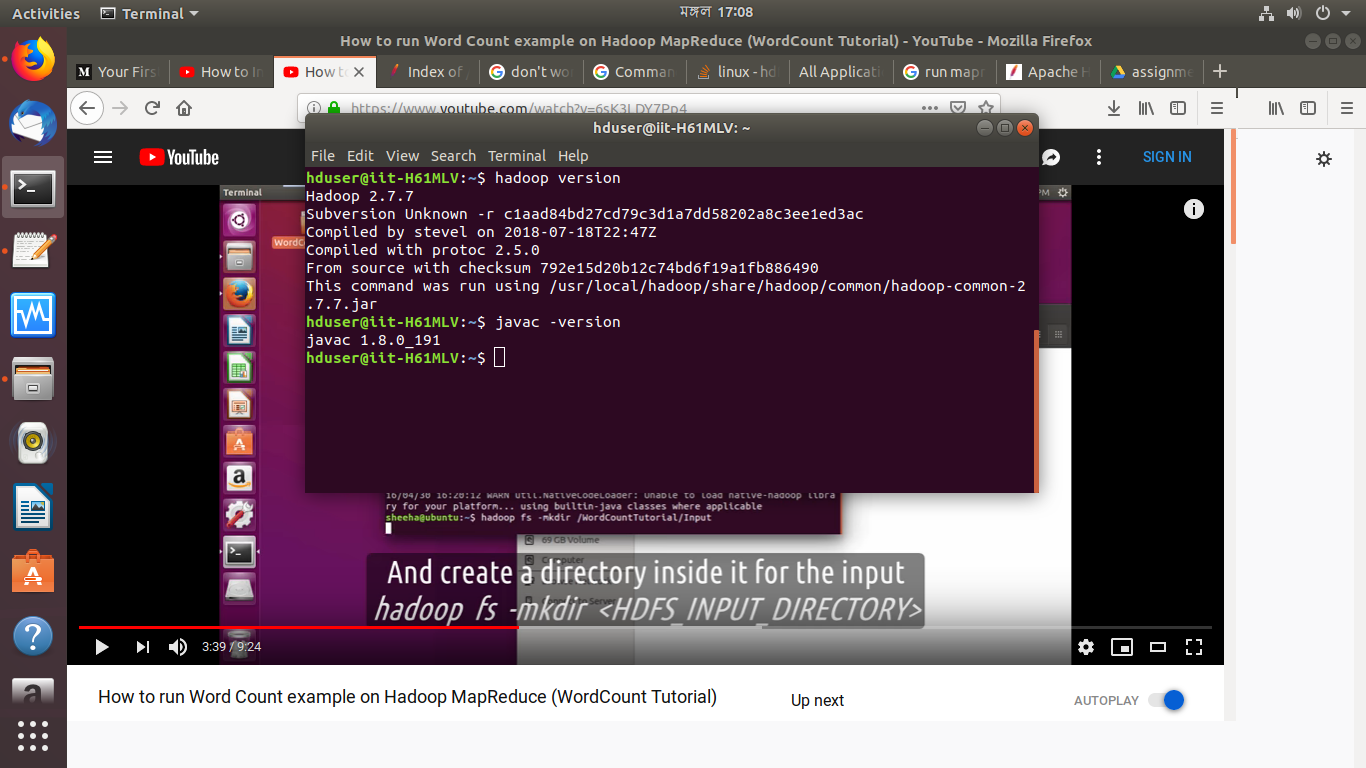 Activities Terminal মঙ্গল 17:08
How to run Word Count example on Hadoop MapReduce (WordCount Tutorial) - YouTube - Mozilla Firefox
Your Firs How to In How to Index of / don't wo Comman linux - hd All Applicati run mapr Apache H assignme
https://www.youtube.com/watch?v=6sK3LDY7Pp4
hduser@iit-H61MLV: ~
File Edit View Search Terminal Help
YouTube SIGN IN
hduser@iit-H61MLV:~$ hadoop version
Hadoop 2.7.7
Subversion Unknown -r c1aad84bd27cd79c3d1a7dd58202a8c3ee1ed3ac
Compiled by stevel on 2018-07-18T22:47Z
Compiled with protoc 2.5.0
From source with checksum 792e15d20b12c74bd6f19a1fb886490
This command was run using /usr/local/hadoop/share/hadoop/common/hadoop-common-2
.7.7.jar
hduser@iit-H61MLV:~$ javac -version
javac 1.8.0_191
hduser@iit-H61MLV:~$
Terminal
PM
WordC
16/04/30 16:20:12 WARN util.NativeCodeLoader: Unable to load native-hadoop libra
ry for your platform... using builtin-java classes where applicable
sheeha@ubuntu:~$ hadoop fs -mkdir /WordCountTutorial/Input
69 GB Volume
Computer
Connect to Server
And create a directory inside it for the input
hadoop fs -mkdir <HDFS_INPUT_DIRECTORY>
3:39 / 9:24
How to run Word Count example on Hadoop MapReduce (WordCount Tutorial)
Up next AUTOPLAY